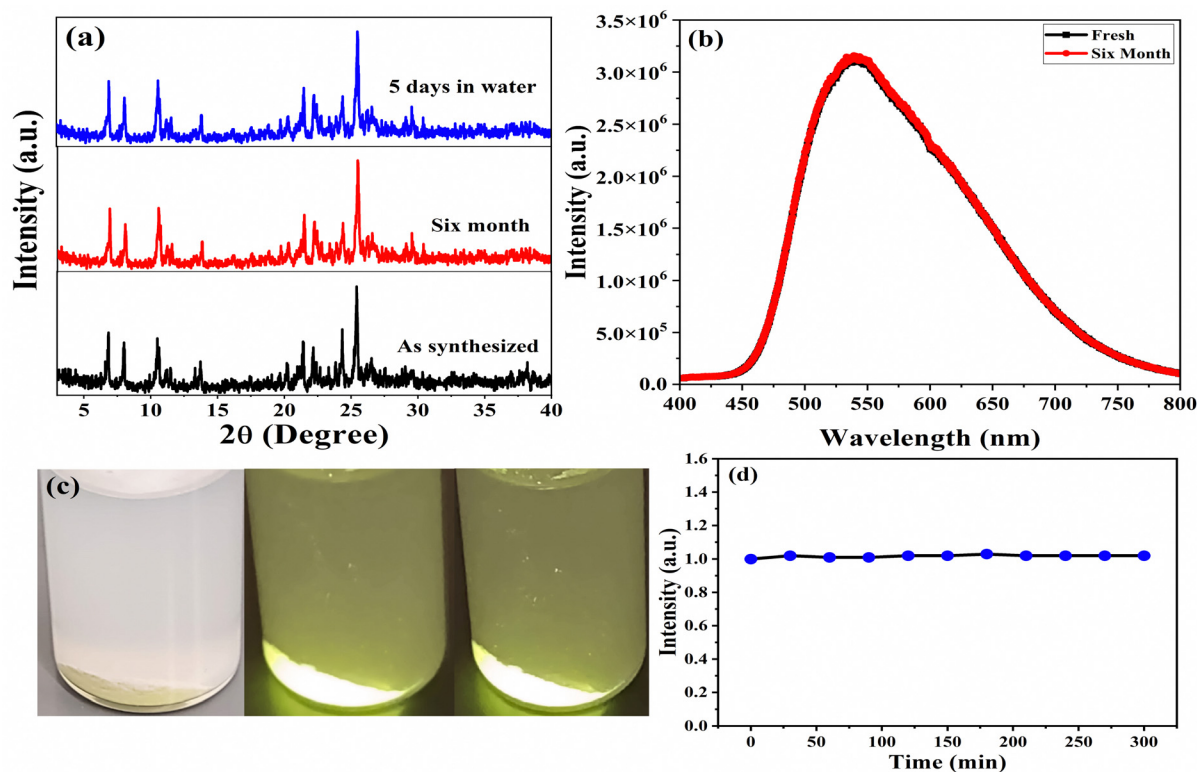 (a)
5 days in water
Six month
As synthesized
Intensity (a.u.)
5 10 15 20 25 30 35 40
2θ (Degree)
(b)
Fresh
Six Month
3.5×10⁶
3.0×10⁶
2.5×10⁶
2.0×10⁶
1.5×10⁶
1.0×10⁶
5.0×10⁵
0.0
Intensity (a.u.)
400 450 500 550 600 650 700 750 800
Wavelength (nm)
(c)
(d)
1.6
1.4
1.2
1.0
0.8
0.6
0.4
0.2
0.0
Intensity (a.u.)
0 50 100 150 200 250 300
Time (min)